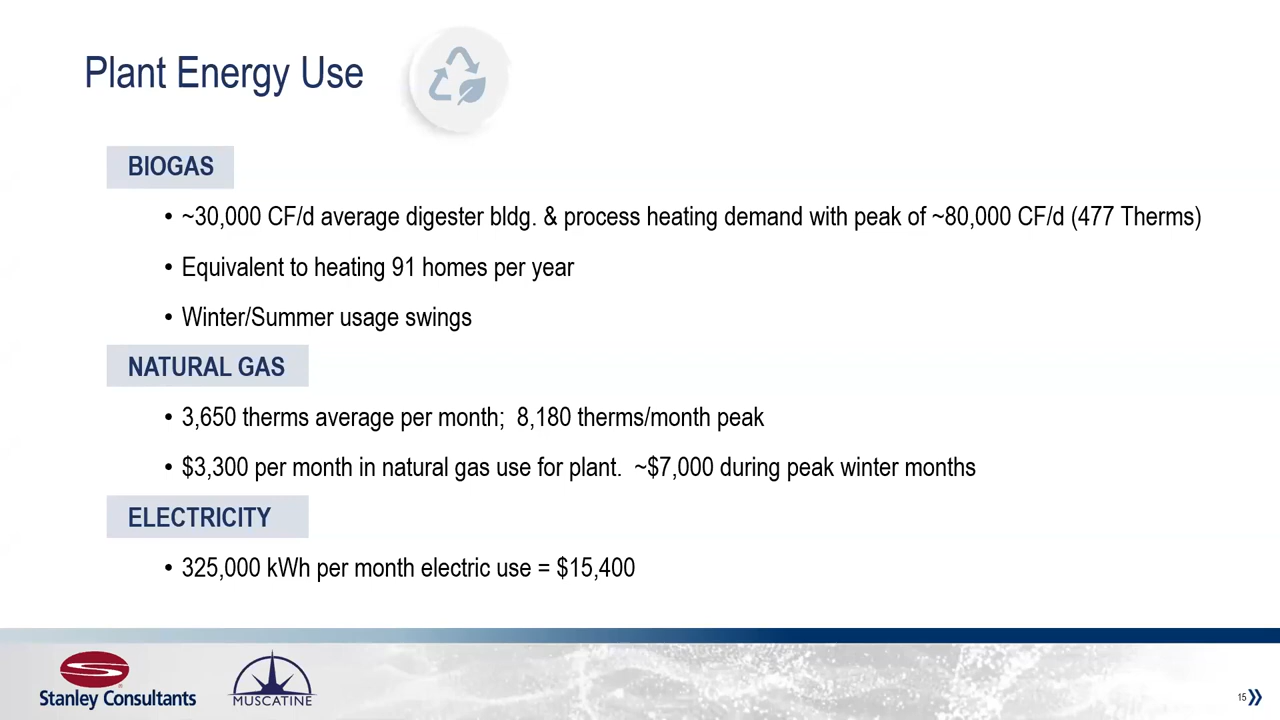 Plant Energy Use
BIOGAS
• ~30,000 CF/d average digester bldg. & process heating demand with peak of ~80,000 CF/d (477 Therms)
• Equivalent to heating 91 homes per year
• Winter/Summer usage swings
NATURAL GAS
• 3,650 therms average per month;  8,180 therms/month peak
• $3,300 per month in natural gas use for plant.  ~$7,000 during peak winter months
ELECTRICITY
• 325,000 kWh per month electric use = $15,400
Stanley Consultants
MUSCATINE
15